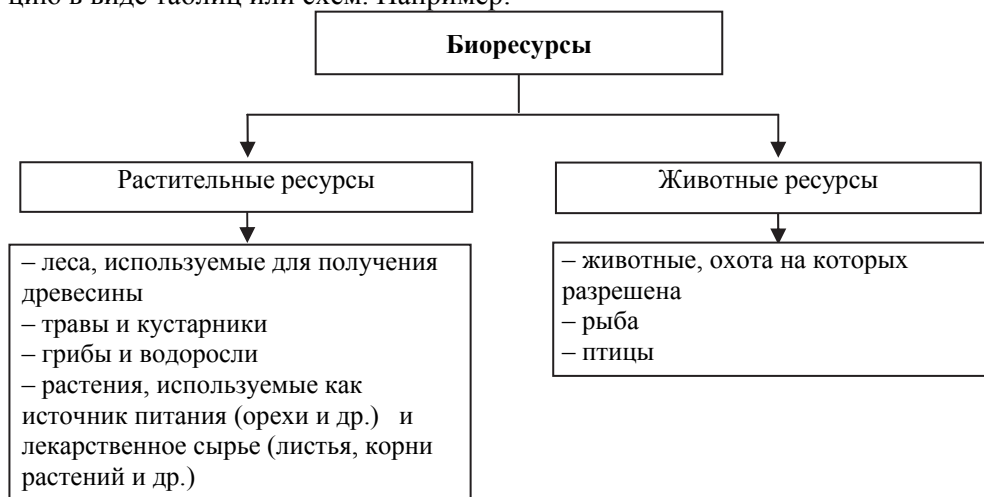 цию в виде таблиц или схем. Например:
Биоресурсы
Растительные ресурсы
– леса, используемые для получения
древесины
– травы и кустарники
– грибы и водоросли
– растения, используемые как
источник питания (орехи и др.) и
лекарственное сырье (листья, корни
растений и др.)
Животные ресурсы
– животные, охота на которых
разрешена
– рыба
– птицы